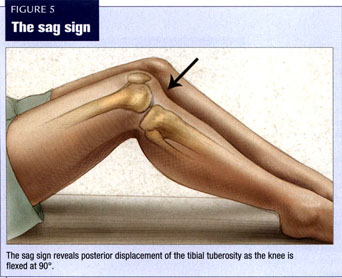 FIGURE 5
The sag sign
The sag sign reveals posterior displacement of the tibial tuberosity as the knee is
flexed at 90°.